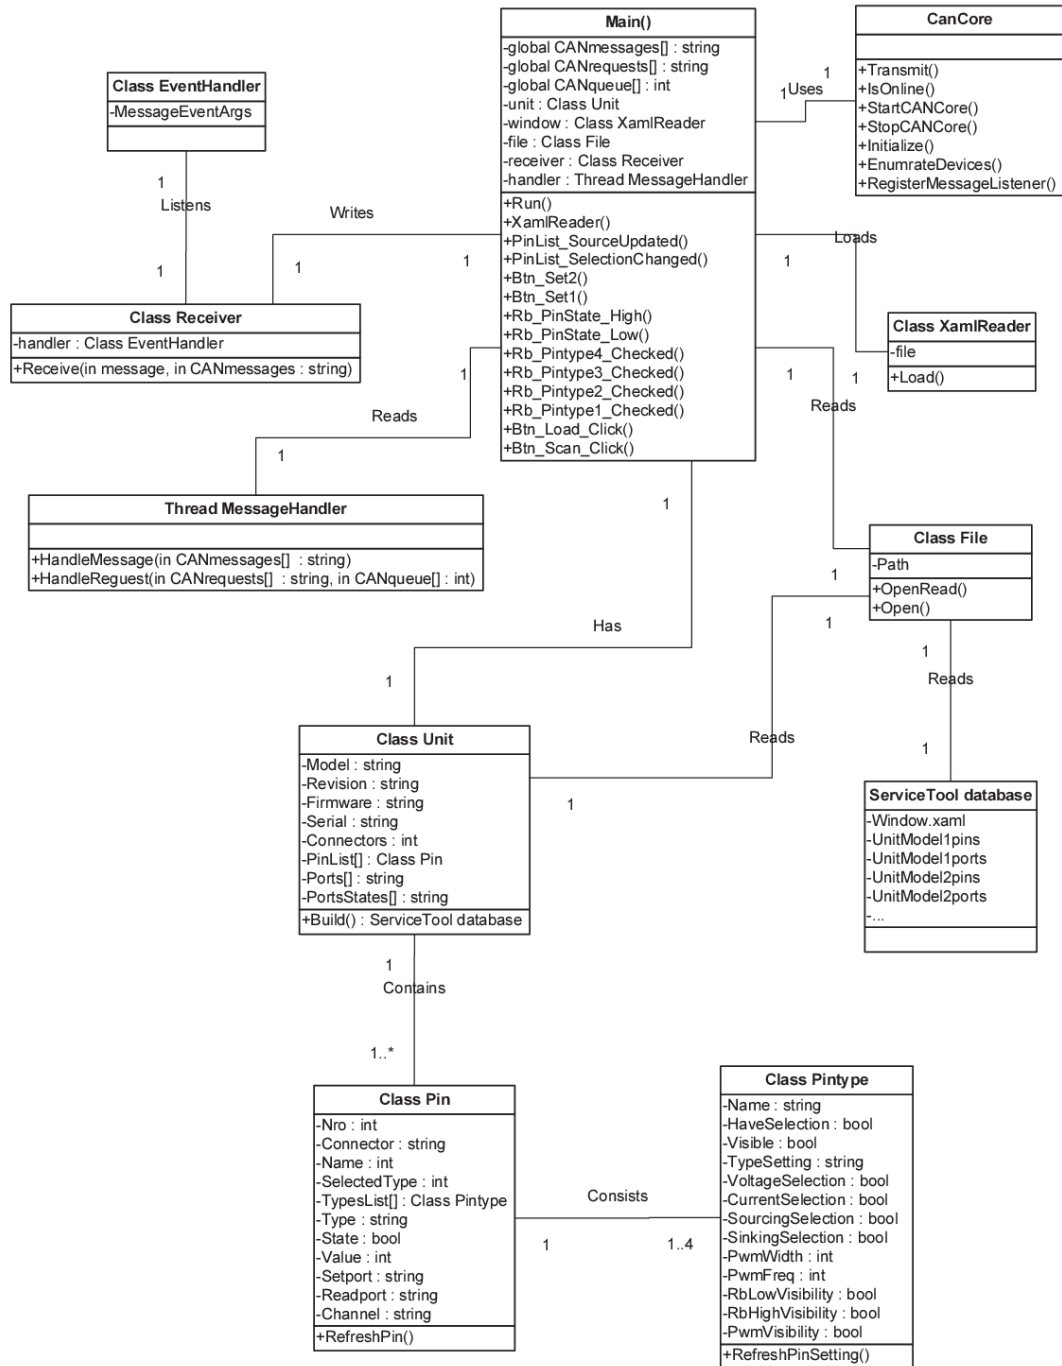 Main()
-global CANmessages[] : string
-global CANrequests[] : string
-global CANqueue[] : int
-unit : Class Unit
-window : Class XamlReader
-file : Class File
-receiver : Class Receiver
-handler : Thread MessageHandler
+Run()
+XamlReader()
+PinList_SourceUpdated()
+PinList_SelectionChanged()
+Btn_Set2()
+Btn_Set1()
+Rb_PinState_High()
+Rb_PinState_Low()
+Rb_Pintype4_Checked()
+Rb_Pintype3_Checked()
+Rb_Pintype2_Checked()
+Rb_Pintype1_Checked()
+Btn_Load_Click()
+Btn_Scan_Click()
CanCore
+Transmit()
+IsOnline()
+StartCANCore()
+StopCANCore()
+Initialize()
+EnumrateDevices()
+RegisterMessageListener()
1
Uses
1
Class EventHandler
-MessageEventArgs
1
Listens
1
Writes
1
1
Class Receiver
-handler : Class EventHandler
+Receive(in message, in CANmessages : string)
Loads
1
1
Class XamlReader
-file
+Load()
1
Reads
1
Thread MessageHandler
+HandleMessage(in CANmessages[] : string)
+HandleReguest(in CANrequests[] : string, in CANqueue[] : int)
1
Reads
1
Class File
-Path
+OpenRead()
+Open()
1
Has
1
1
Reads
1
1
Reads
1
Class Unit
-Model : string
-Revision : string
-Firmware : string
-Serial : string
-Connectors : int
-PinList[] : Class Pin
-Ports[] : string
-PortsStates[] : string
+Build() : ServiceTool database
ServiceTool database
-Window.xaml
-UnitModel1pins
-UnitModel1ports
-UnitModel2pins
-UnitModel2ports
-...
1
Contains
1..*
Class Pin
-Nro : int
-Connector : string
-Name : int
-SelectedType : int
-TypesList[] : Class Pintype
-Type : string
-State : bool
-Value : int
-Setport : string
-Readport : string
-Channel : string
+RefreshPin()
Consists
1
1..4
Class Pintype
-Name : string
-HaveSelection : bool
-Visible : bool
-TypeSetting : string
-VoltageSelection : bool
-CurrentSelection : bool
-SourcingSelection : bool
-SinkingSelection : bool
-PwmWidth : int
-PwmFreq : int
-RbLowVisibility : bool
-RbHighVisibility : bool
-PwmVisibility : bool
+RefreshPinSetting()